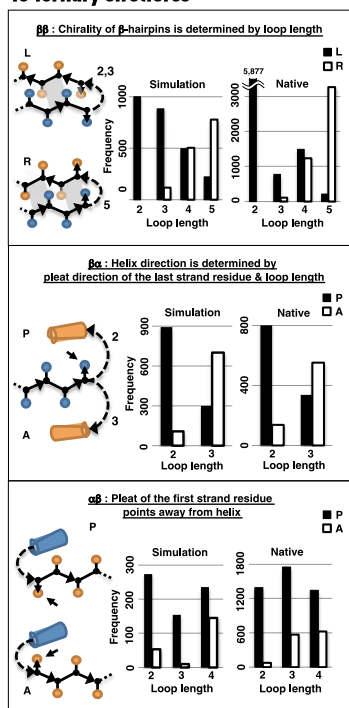 ββ : Chirality of β-hairpins is determined by loop length
L
R
2,3
5
Simulation
Native
L
R
5,877
Frequency
1000
500
0
3000
2000
1000
0
2 3 4 5
2 3 4 5
Loop length
Loop length
βα : Helix direction is determined by
pleat direction of the last strand residue & loop length
P
A
2
3
Simulation
Native
P
A
Frequency
900
600
300
0
800
400
0
2 3
2 3
Loop length
Loop length
αβ : Pleat of the first strand residue
points away from helix
P
A
Simulation
Native
P
A
Frequency
300
200
100
0
1800
1200
600
0
2 3 4
2 3 4
Loop length
Loop length